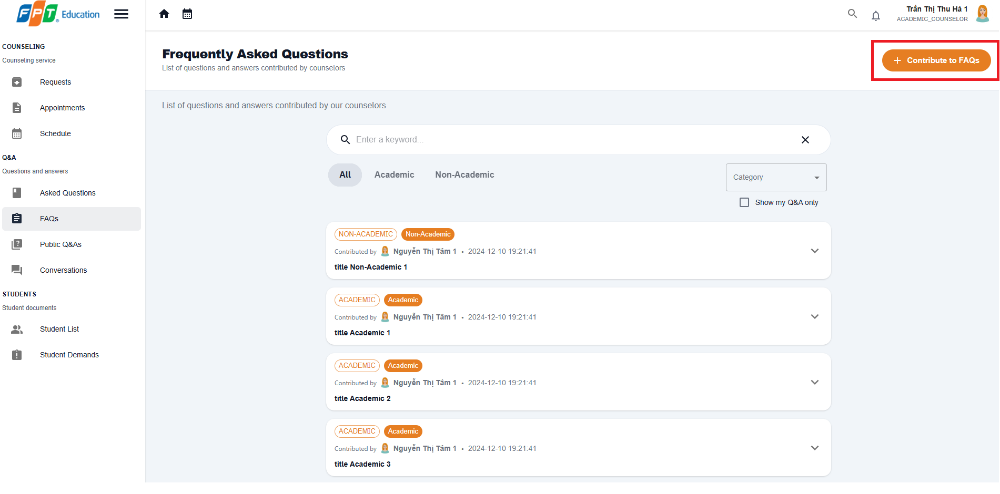 FPT Education
Trần Thị Thu Hà 1
ACADEMIC_COUNSELOR
COUNSELING
Counseling service
Requests
Appointments
Schedule
Q&A
Questions and answers
Asked Questions
FAQs
Public Q&As
Conversations
STUDENTS
Student documents
Student List
Student Demands
Frequently Asked Questions
List of questions and answers contributed by counselors
+ Contribute to FAQs
List of questions and answers contributed by our counselors
Enter a keyword...
All Academic Non-Academic Category
Show my Q&A only
NON-ACADEMIC Non-Academic
Contributed by Nguyễn Thị Tâm 1 • 2024-12-10 19:21:41
title Non-Academic 1
ACADEMIC Academic
Contributed by Nguyễn Thị Tâm 1 • 2024-12-10 19:21:41
title Academic 1
ACADEMIC Academic
Contributed by Nguyễn Thị Tâm 1 • 2024-12-10 19:21:41
title Academic 2
ACADEMIC Academic
Contributed by Nguyễn Thị Tâm 1 • 2024-12-10 19:21:41
title Academic 3